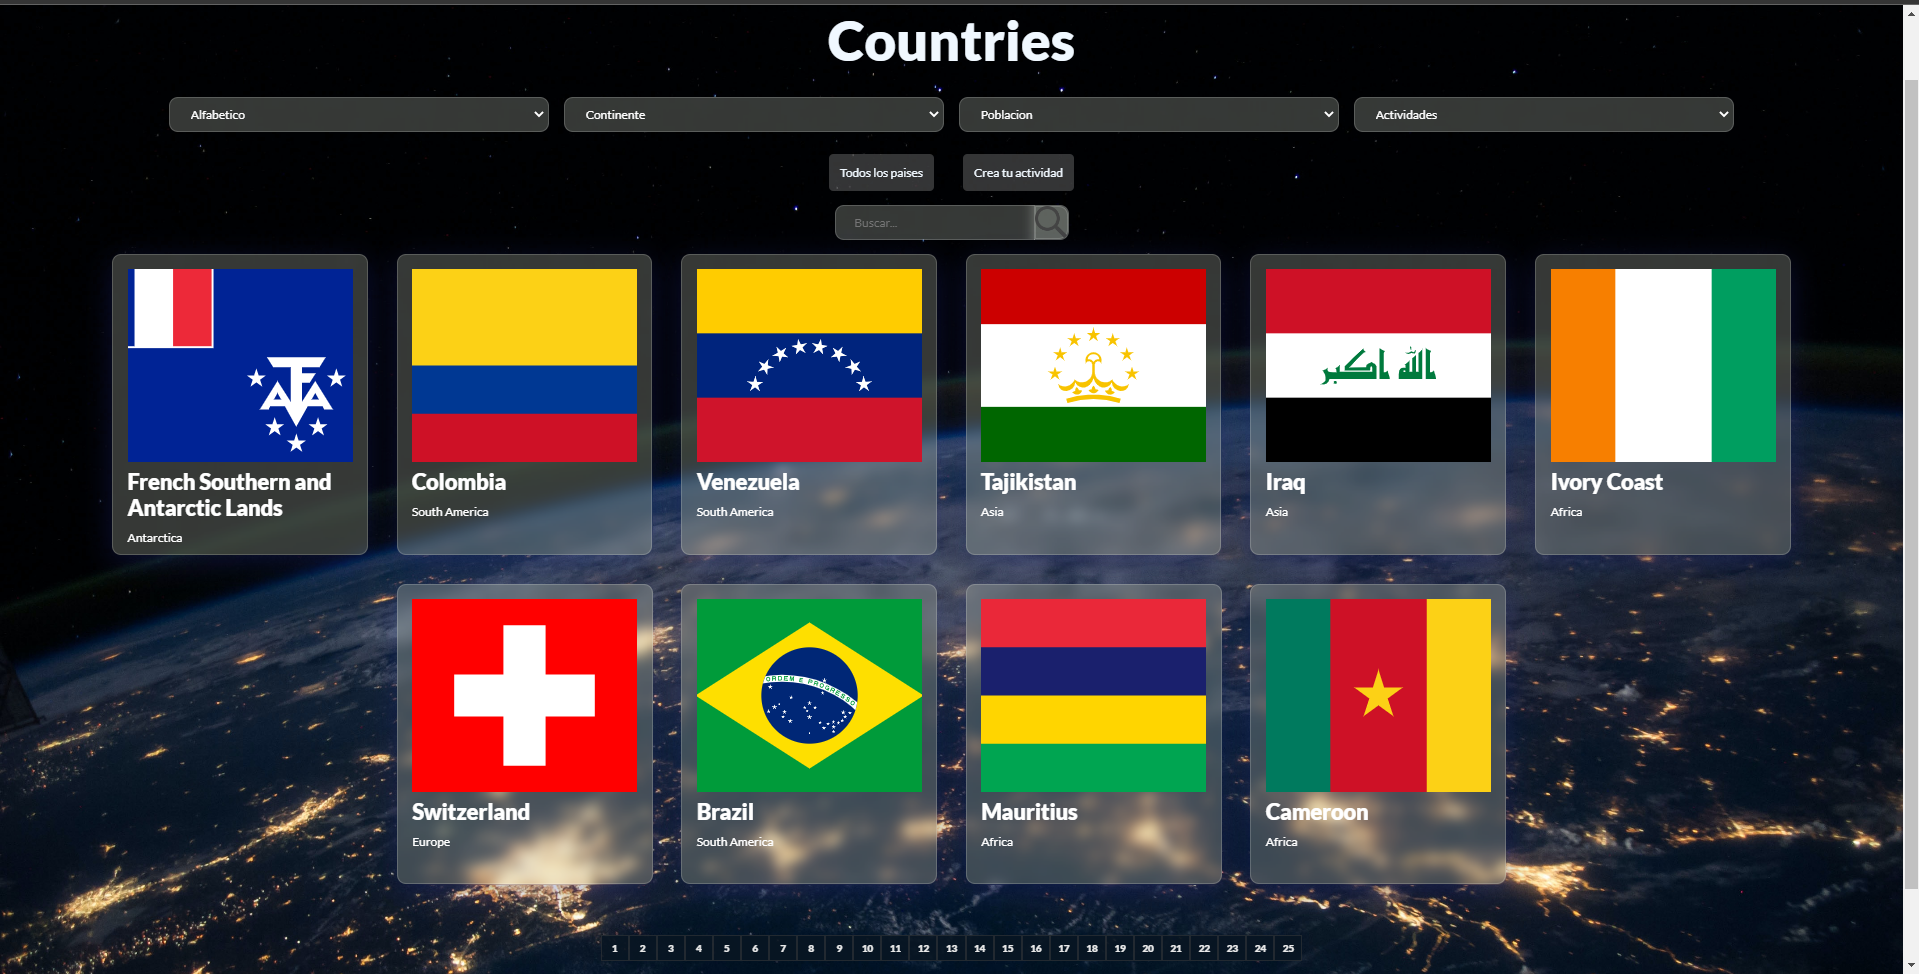 Countries
Alfabetico
Continente
Poblacion
Actividades
Todos los paises
Crea tu actividad
Buscar...
French Southern and
Antarctic Lands
Antarctica
Colombia
South America
Venezuela
South America
Tajikistan
Asia
الله اكبر
Iraq
Asia
Ivory Coast
Africa
Switzerland
Europe
ORDEM E PROGRESSO
Brazil
South America
Mauritius
Africa
Cameroon
Africa
1 2 3 4 5 6 7 8 9 10 11 12 13 14 15 16 17 18 19 20 21 22 23 24 25